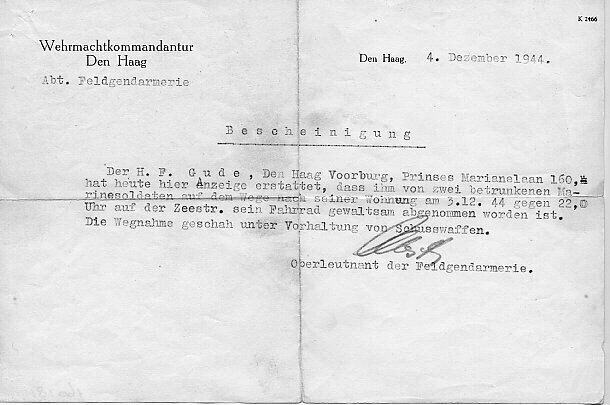 K 2466
Wehrmachtkommandantur
Den Haag
Den Haag, 4. Dezember 1944.
Abt. Feldgendarmerie
Bescheinigung
Der H. F. Gude, Den Haag Voorburg, Prinses Marianelaan 160,
hat heute hier Anzeige erstattet, dass ihm von zwei betrunkenen Ma-
rinesoldaten auf dem Wege nach seiner Wohnung am 3.12. 44 gegen 22,0
Uhr auf der Zeestr. sein Fahrrad gewaltsam abgenommen worden ist.
Die Wegnahme geschah unter Vorhaltung von Schusswaffen.
Oberleutnant der Feldgendarmerie.